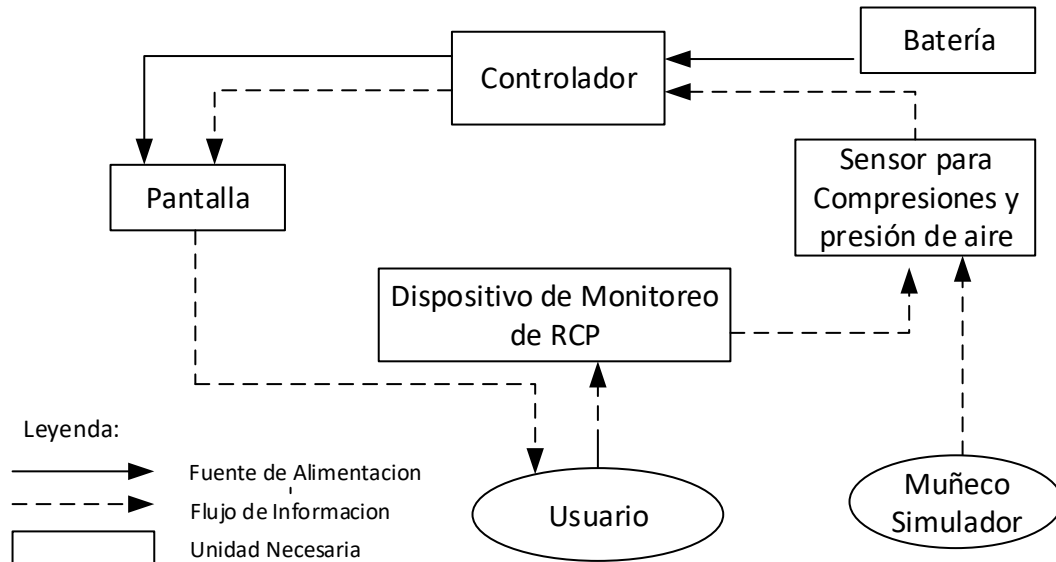 Batería
Controlador
Sensor para
Compresiones y
presión de aire
Pantalla
Dispositivo de Monitoreo
de RCP
Leyenda:
Fuente de Alimentacion
Flujo de Informacion
Unidad Necesaria
Usuario
Muñeco
Simulador